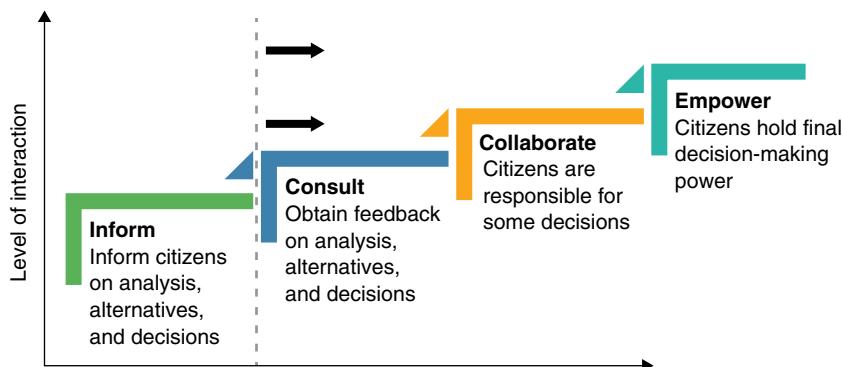 Level of interaction
Inform
Inform citizens
on analysis,
alternatives,
and decisions
Consult
Obtain feedback
on analysis,
alternatives,
and decisions
Collaborate
Citizens are
responsible for
some decisions
Empower
Citizens hold final
decision-making
power